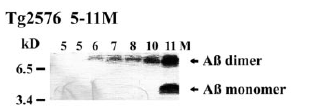 Tg2576 5-11M
kD 5 5 6 7 8 10 11 M
6.5 Aß dimer
3.4 Aß monomer